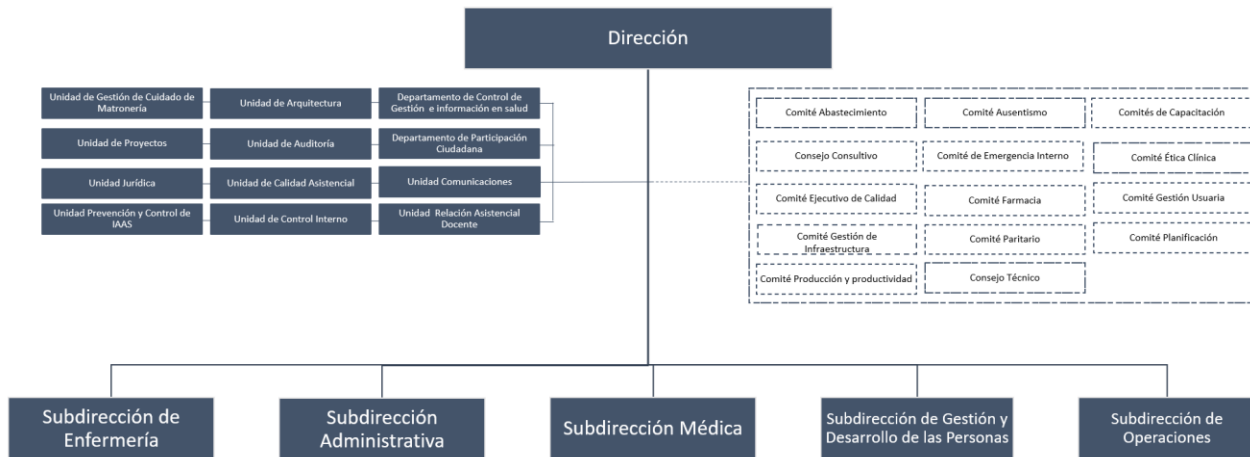 Dirección
Unidad de Gestión de Cuidado de
Matronería
Unidad de Arquitectura
Departamento de Control de
Gestión e información en salud
Unidad de Proyectos
Unidad de Auditoría
Departamento de Participación
Ciudadana
Unidad Jurídica
Unidad de Calidad Asistencial
Unidad Comunicaciones
Unidad Prevención y Control de
IAAS
Unidad de Control Interno
Unidad Relación Asistencial
Docente
Comité Abastecimiento
Comité Ausentismo
Comités de Capacitación
Consejo Consultivo
Comité de Emergencia Interno
Comité Ética Clínica
Comité Ejecutivo de Calidad
Comité Farmacia
Comité Gestión Usuaria
Comité Gestión de
Infraestructura
Comité Paritario
Comité Planificación
Comité Producción y productividad
Consejo Técnico
Subdirección de
Enfermería
Subdirección
Administrativa
Subdirección Médica
Subdirección de Gestión y
Desarrollo de las Personas
Subdirección de
Operaciones